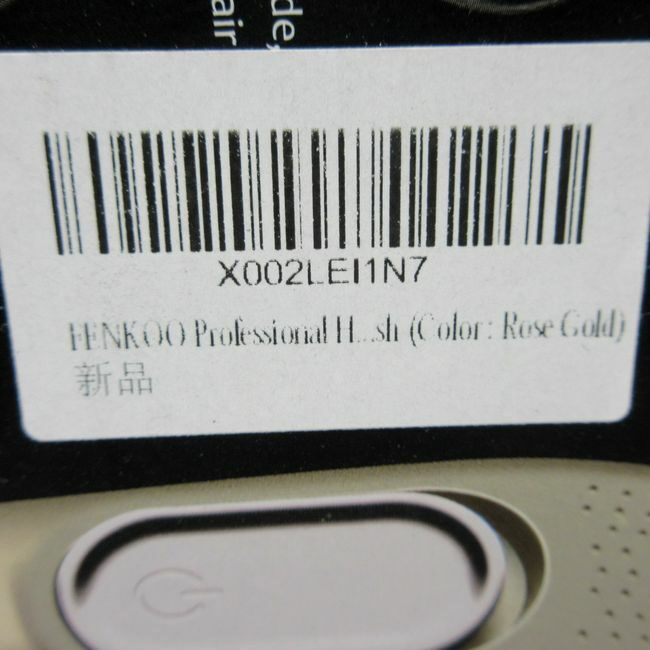 de,
air
X002LEI1N7
FENKOO Professional H...sh (Color: Rose Gold)
新品